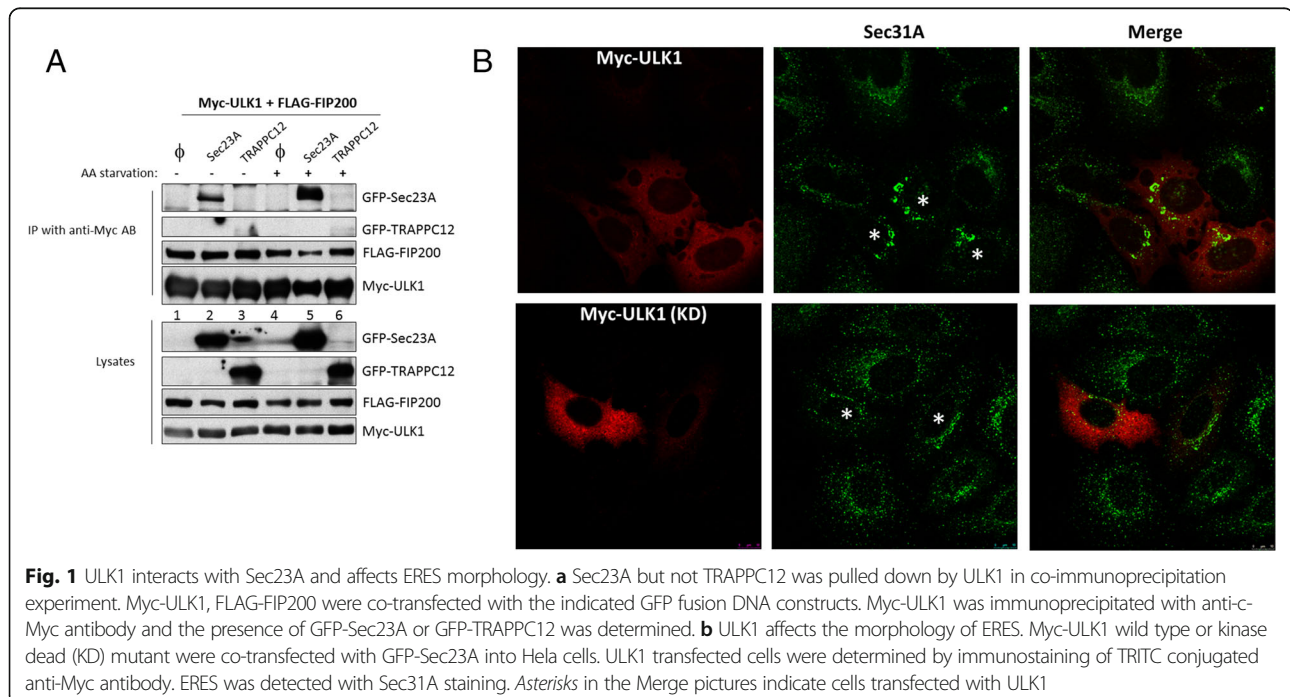 A
Myc-ULK1 + FLAG-FIP200
ϕ Sec23A TRAPPC12 ϕ Sec23A TRAPPC12
AA starvation: - - - + + +
IP with anti-Myc AB
GFP-Sec23A
GFP-TRAPPC12
FLAG-FIP200
Myc-ULK1
1 2 3 4 5 6
Lysates
GFP-Sec23A
GFP-TRAPPC12
FLAG-FIP200
Myc-ULK1
B
Myc-ULK1
Sec31A
Merge
*
*
*
Myc-ULK1 (KD)
*
*
Fig. 1 ULK1 interacts with Sec23A and affects ERES morphology. a Sec23A but not TRAPPC12 was pulled down by ULK1 in co-immunoprecipitation
experiment. Myc-ULK1, FLAG-FIP200 were co-transfected with the indicated GFP fusion DNA constructs. Myc-ULK1 was immunoprecipitated with anti-c-
Myc antibody and the presence of GFP-Sec23A or GFP-TRAPPC12 was determined. b ULK1 affects the morphology of ERES. Myc-ULK1 wild type or kinase
dead (KD) mutant were co-transfected with GFP-Sec23A into Hela cells. ULK1 transfected cells were determined by immunostaining of TRITC conjugated
anti-Myc antibody. ERES was detected with Sec31A staining. Asterisks in the Merge pictures indicate cells transfected with ULK1